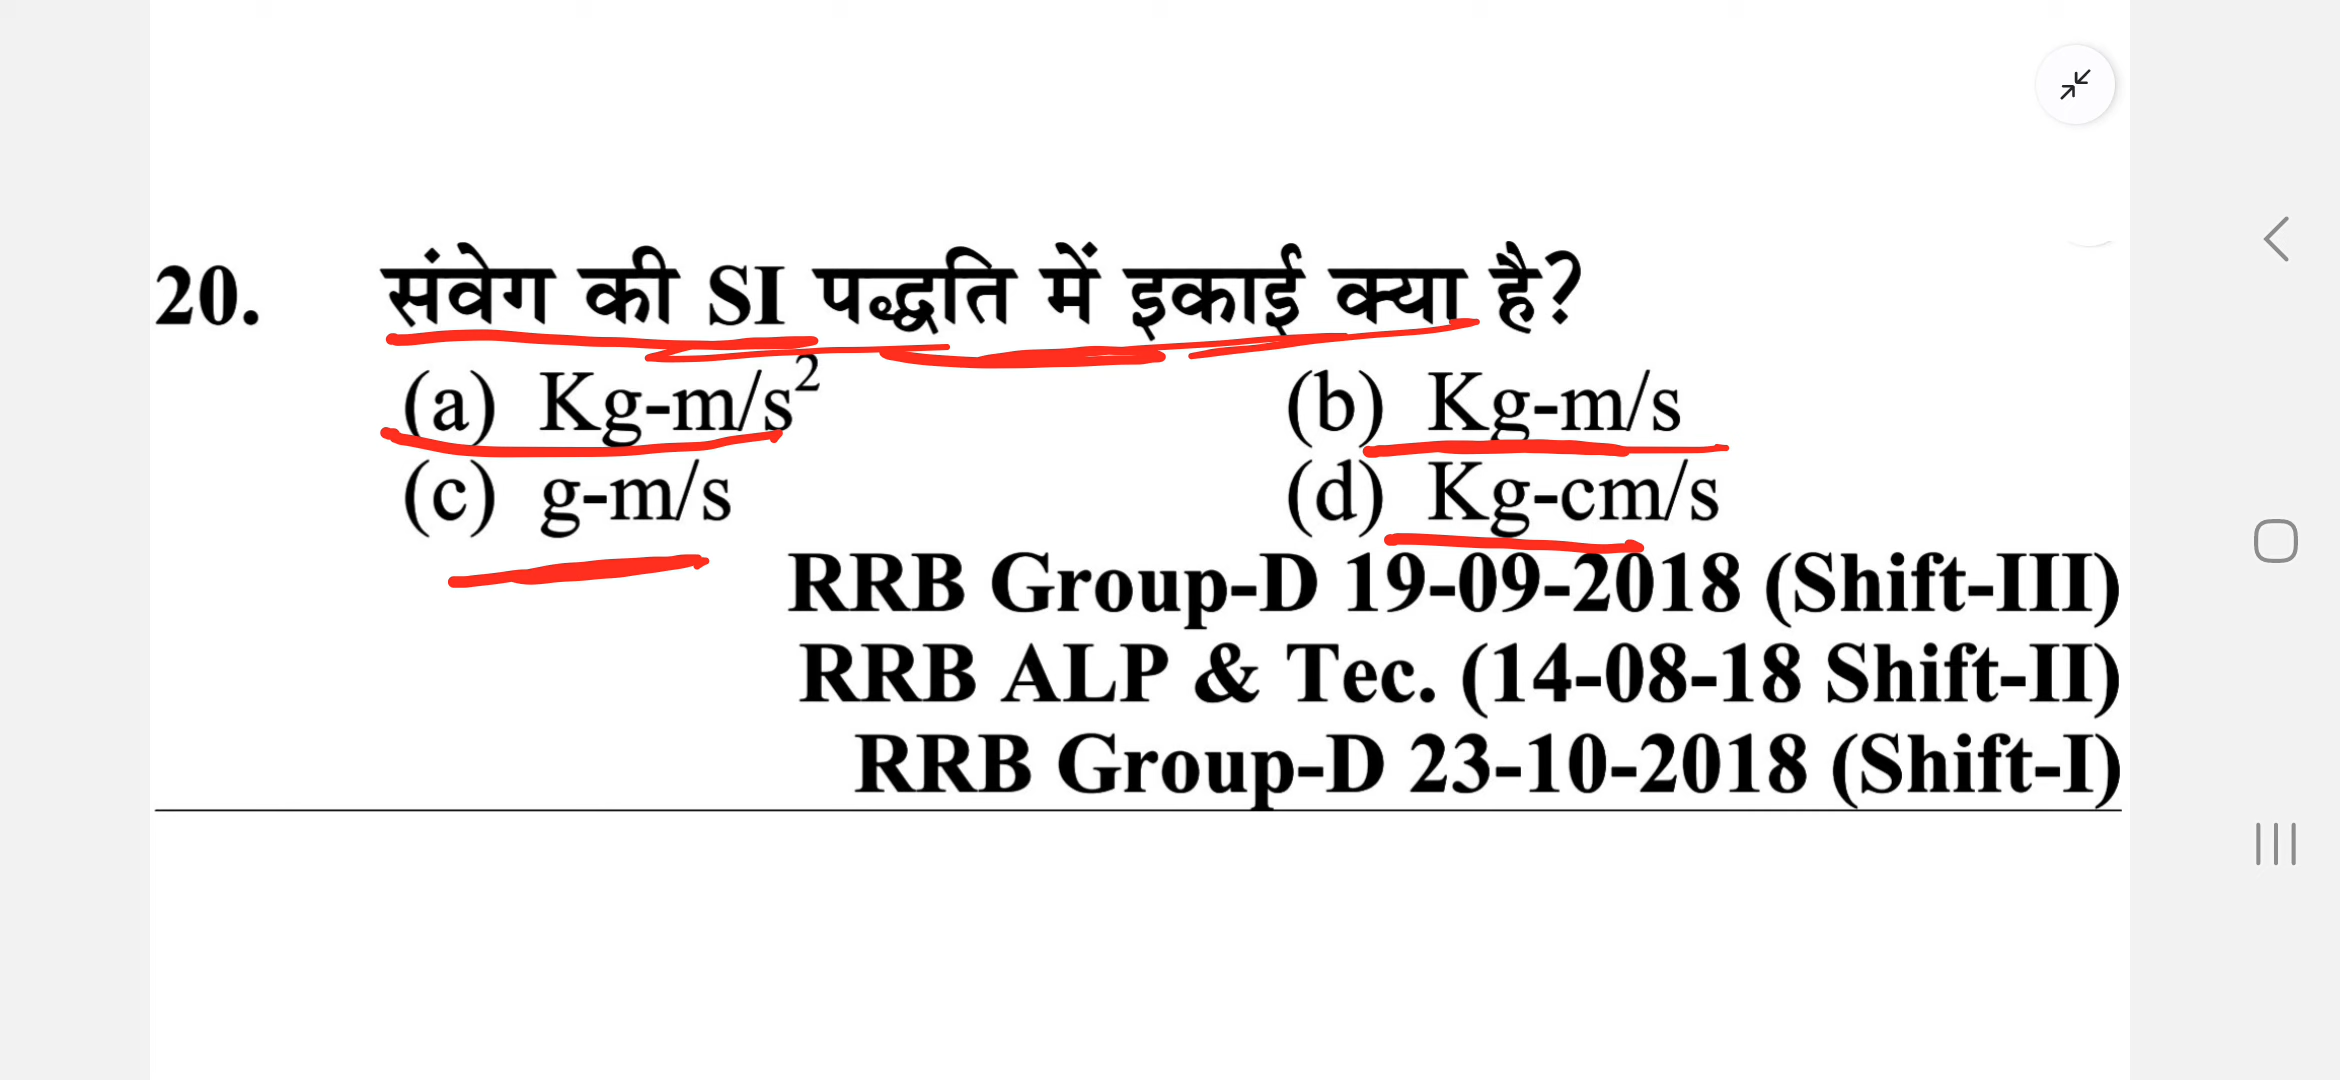 20. संवेग की SI पद्धति में इकाई क्या है?
(a) Kg-m/s² (b) Kg-m/s
(c) g-m/s (d) Kg-cm/s
RRB Group-D 19-09-2018 (Shift-III)
RRB ALP & Tec. (14-08-18 Shift-II)
RRB Group-D 23-10-2018 (Shift-I)